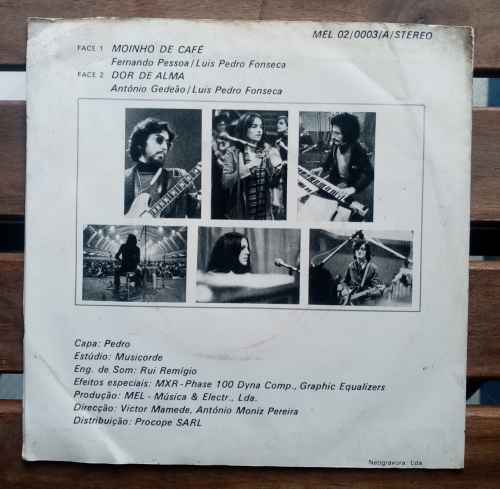 MEL 02/0003/A/STEREO
FACE 1 MOINHO DE CAFÉ
Fernando Pessoa/Luis Pedro Fonseca
FACE 2 DOR DE ALMA
António Gedeão/Luis Pedro Fonseca
Capa: Pedro
Estúdio: Musicorde
Eng. de Som: Rui Remígio
Efeitos especiais: MXR-Phase 100 Dyna Comp., Graphic Equalizers
Produção: MEL - Música & Electr., Lda.
Direcção: Victor Mamede, António Moniz Pereira
Distribuição: Procope SARL
Neogravura Lda